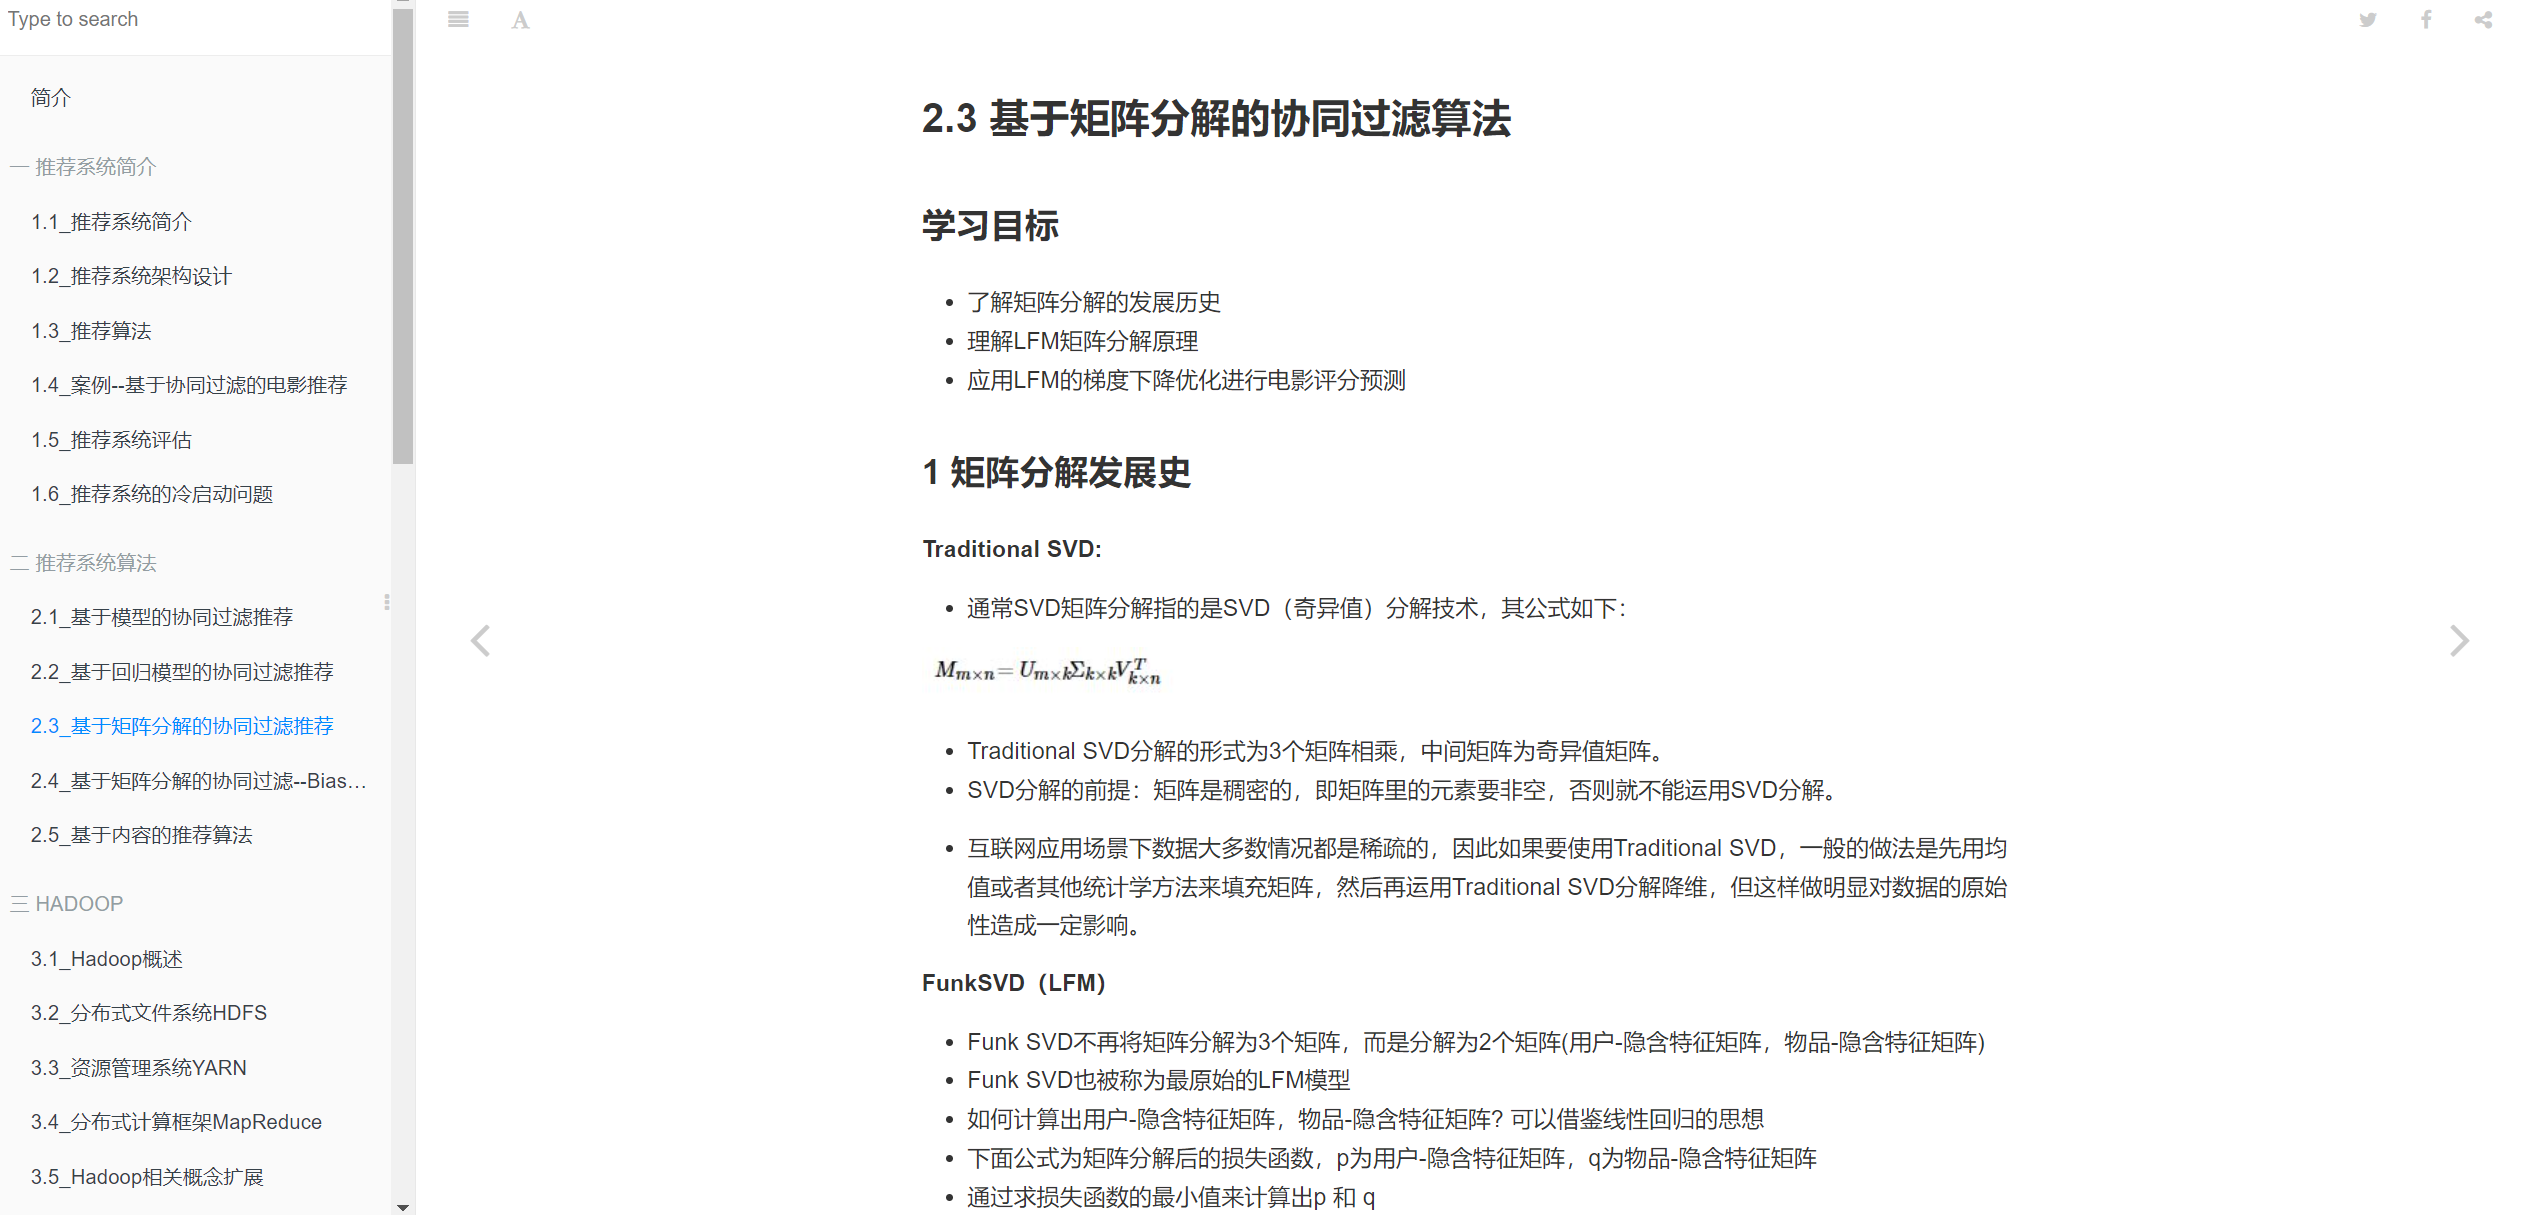 Type to search
简介
一 推荐系统简介
1.1_推荐系统简介
1.2_推荐系统架构设计
1.3_推荐算法
1.4_案例--基于协同过滤的电影推荐
1.5_推荐系统评估
1.6_推荐系统的冷启动问题
二 推荐系统算法
2.1_基于模型的协同过滤推荐
2.2_基于回归模型的协同过滤推荐
2.3_基于矩阵分解的协同过滤推荐
2.4_基于矩阵分解的协同过滤--Bias...
2.5_基于内容的推荐算法
三 HADOOP
3.1_Hadoop概述
3.2_分布式文件系统HDFS
3.3_资源管理系统YARN
3.4_分布式计算框架MapReduce
3.5_Hadoop相关概念扩展
2.3 基于矩阵分解的协同过滤算法
学习目标
• 了解矩阵分解的发展历史
• 理解LFM矩阵分解原理
• 应用LFM的梯度下降优化进行电影评分预测
1 矩阵分解发展史
Traditional SVD:
• 通常SVD矩阵分解指的是SVD（奇异值）分解技术，其公式如下：
M_{m×n} = U_{m×k}Σ_{k×k}V^T_{k×n}
• Traditional SVD分解的形式为3个矩阵相乘，中间矩阵为奇异值矩阵。
• SVD分解的前提：矩阵是稠密的，即矩阵里的元素要非空，否则就不能运用SVD分解。
• 互联网应用场景下数据大多数情况都是稀疏的，因此如果要使用Traditional SVD，一般的做法是先用均
值或者其他统计学方法来填充矩阵，然后再运用Traditional SVD分解降维，但这样做明显对数据的原始
性造成一定影响。
FunkSVD（LFM）
• Funk SVD不再将矩阵分解为3个矩阵，而是分解为2个矩阵(用户-隐含特征矩阵，物品-隐含特征矩阵)
• Funk SVD也被称为最原始的LFM模型
• 如何计算出用户-隐含特征矩阵，物品-隐含特征矩阵? 可以借鉴线性回归的思想
• 下面公式为矩阵分解后的损失函数，p为用户-隐含特征矩阵，q为物品-隐含特征矩阵
• 通过求损失函数的最小值来计算出p 和 q